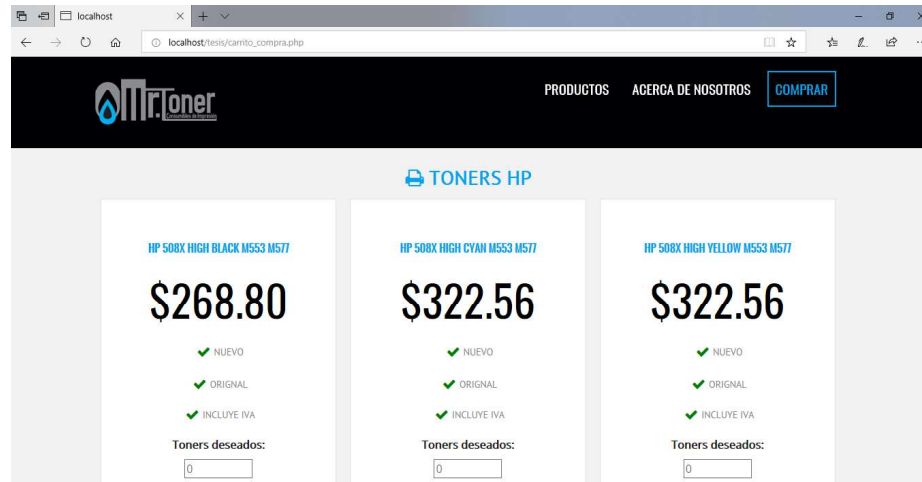 localhost
localhost/tesis/carrito_compra.php
Mr.Toner
Consumibles de Impresión
PRODUCTOS ACERCA DE NOSOTROS COMPRAR
TONERS HP
HP 508X HIGH BLACK M553 M577
$268.80
NUEVO
ORIGNAL
INCLUYE IVA
Toners deseados:
0
HP 508X HIGH CYAN M553 M577
$322.56
NUEVO
ORIGNAL
INCLUYE IVA
Toners deseados:
0
HP 508X HIGH YELLOW M553 M577
$322.56
NUEVO
ORIGNAL
INCLUYE IVA
Toners deseados:
0